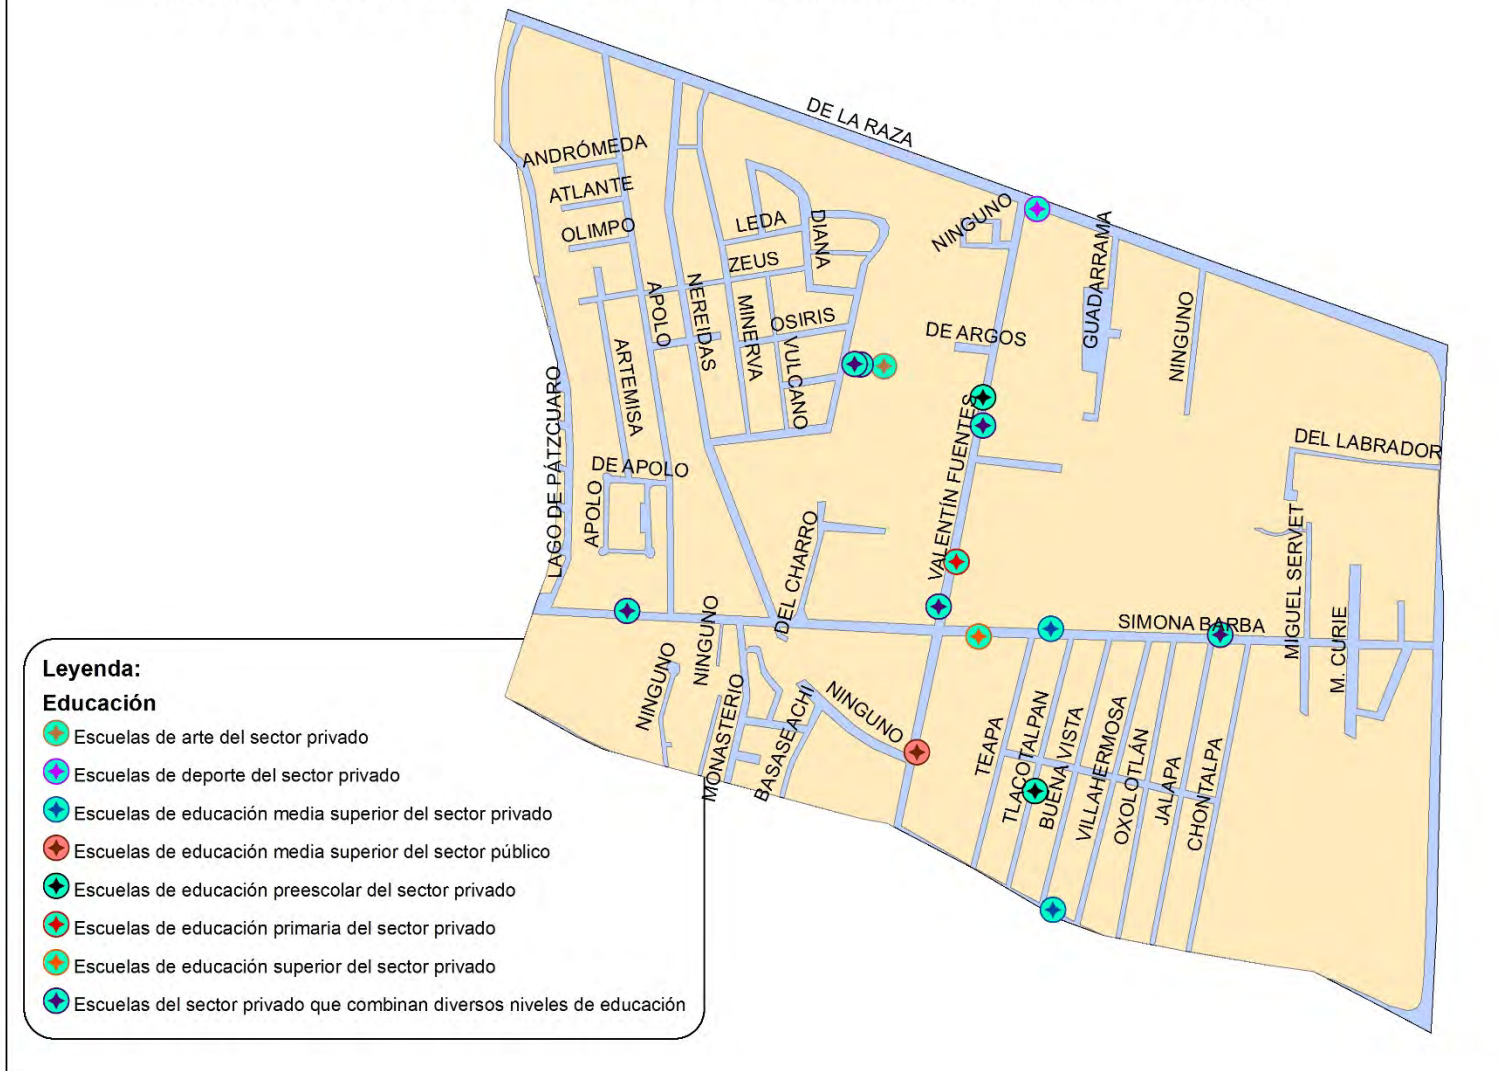 DE LA RAZA
ANDRÓMEDA
ATLANTE
OLIMPO
LEDA
DIANA
NINGUNO
GUADARRAMA
ZEUS
NEREIDAS
APOLO
MINERVA
OSIRIS
VULCANO
DE ARGOS
NINGUNO
ARTEMISA
LAGO DE PÁTZCUARO
DE APOLO
APOLO
VALENTÍN FUENTES
DEL LABRADOR
DEL CHARRO
MIGUEL SERVET
M. CURIE
SIMONA BARBA
NINGUNO
NINGUNO
MONASTERIO
BASASEACHI
NINGUNO
TEAPA
TLACOTALPAN
BUENA VISTA
VILLAHERMOSA
OXOLOTLÁN
JALAPA
CHONTALPA
Leyenda:
Educación
Escuelas de arte del sector privado
Escuelas de deporte del sector privado
Escuelas de educación media superior del sector privado
Escuelas de educación media superior del sector público
Escuelas de educación preescolar del sector privado
Escuelas de educación primaria del sector privado
Escuelas de educación superior del sector privado
Escuelas del sector privado que combinan diversos niveles de educación